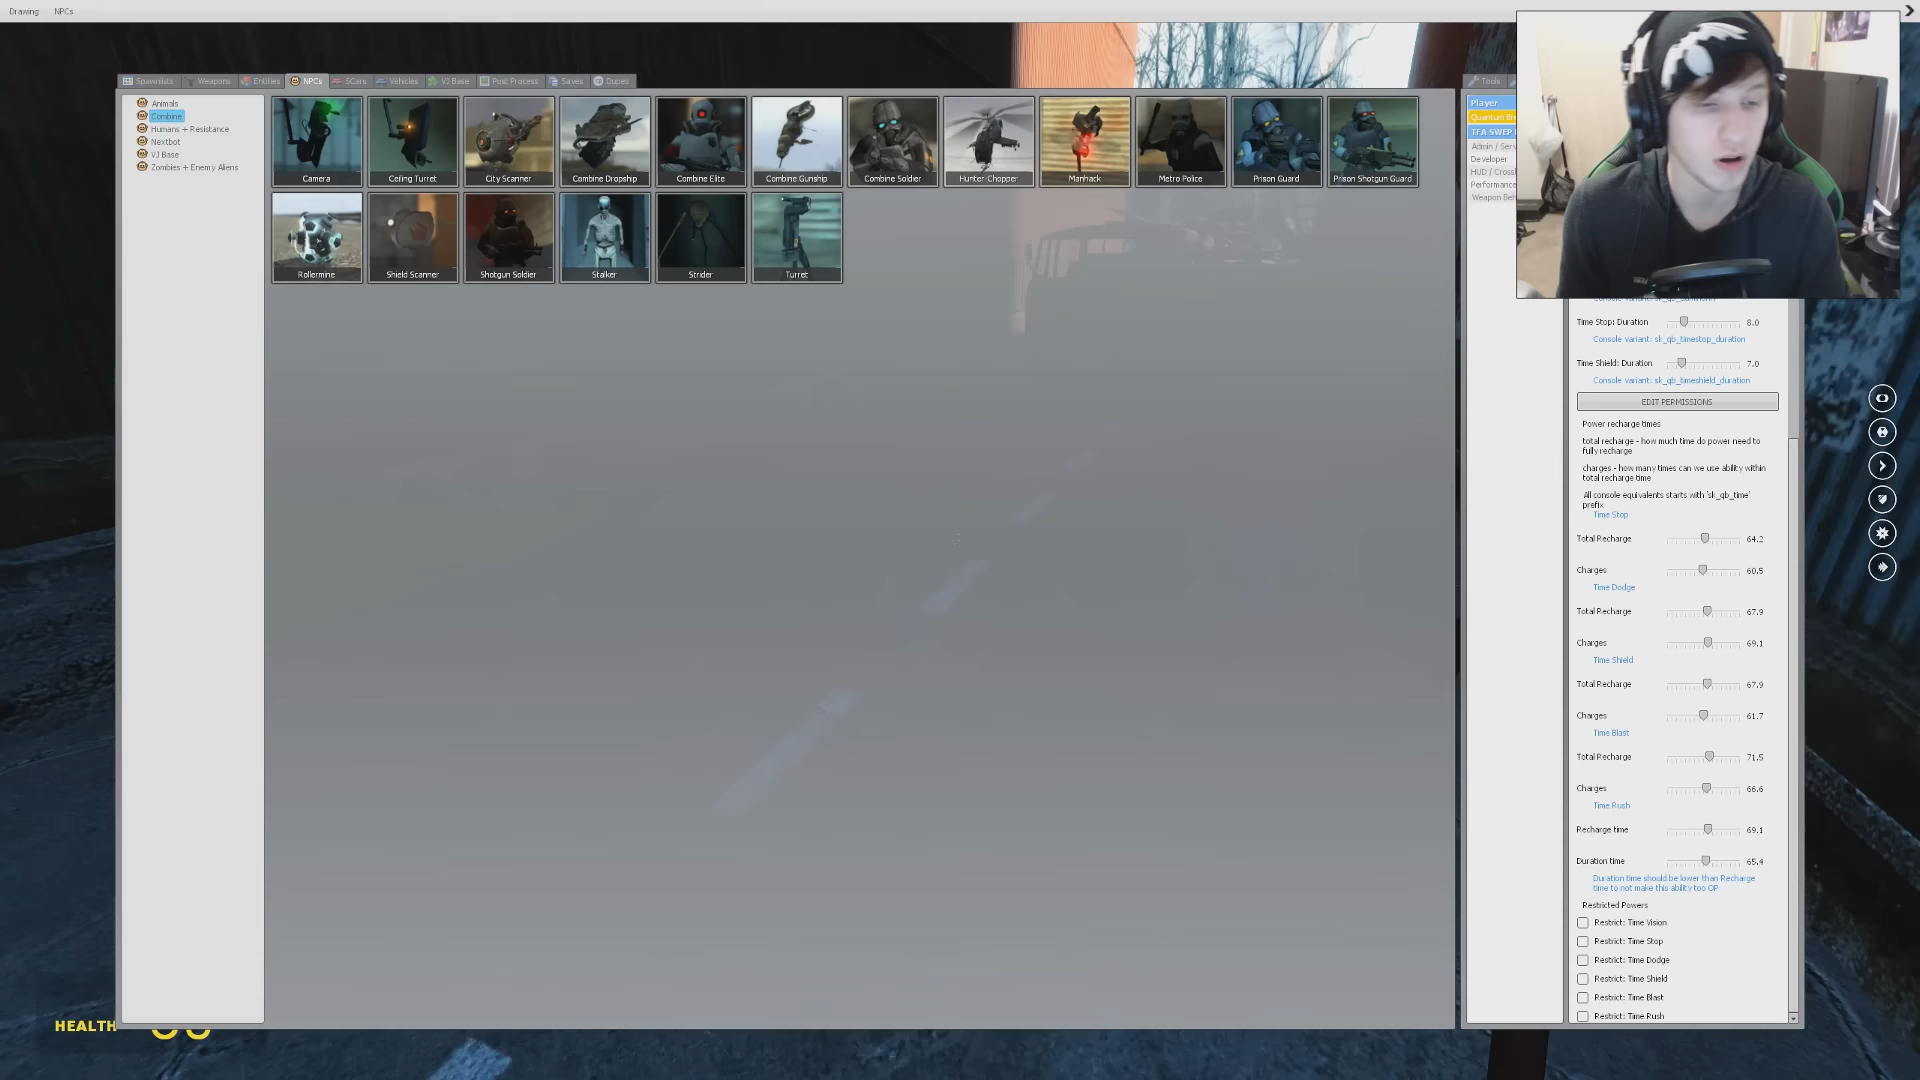 Drawing NPCs
Spawnlists Weapons Entities NPCs SCars Vehicles VJ Base Post Process Saves Dupes
Tools
Animals
Combine
Humans + Resistance
Nextbot
VJ Base
Zombies + Enemy Aliens
Camera Ceiling Turret City Scanner Combine Dropship Combine Elite Combine Gunship Combine Soldier Hunter-Chopper Manhack Metro Police Prison Guard Prison Shotgun Guard
Rollermine Shield Scanner Shotgun Soldier Stalker Strider Turret
Player
Quantum
TFA SWEP
Admin /
Developer
HUD /
Performance
Weapon
Time Stop: Duration 8.0
Console variant: sk_qb_timestop_duration
Time Shield: Duration 7.0
Console variant: sk_qb_timeshield_duration
EDIT PERMISSIONS
Power recharge times
total recharge - how much time do power need to
fully recharge
charges - how many times can we use ability within
total recharge time
All console equivalents starts with 'sk_qb_time'
prefix
Time Stop
Total Recharge 64.2
Charges 60.5
Time Dodge
Total Recharge 67.9
Charges 69.1
Time Shield
Total Recharge 67.9
Charges 61.7
Time Blast
Total Recharge 71.5
Charges 66.6
Time Rush
Recharge time 69.1
Duration time 65.4
Duration time should be lower than Recharge
time to not make this ability too OP
Restricted Powers
Restrict: Time Vision
Restrict: Time Stop
Restrict: Time Dodge
Restrict: Time Shield
Restrict: Time Blast
Restrict: Time Rush
HEALTH